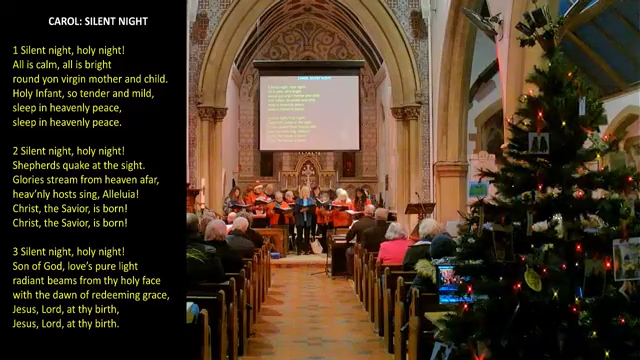 CAROL: SILENT NIGHT
1 Silent night, holy night!
All is calm, all is bright
round yon virgin mother and child.
Holy Infant, so tender and mild,
sleep in heavenly peace,
sleep in heavenly peace.
2 Silent night, holy night!
Shepherds quake at the sight.
Glories stream from heaven afar,
heav'nly hosts sing, Alleluia!
Christ, the Savior, is born!
Christ, the Savior, is born!
3 Silent night, holy night!
Son of God, love's pure light
radiant beams from thy holy face
with the dawn of redeeming grace,
Jesus, Lord, at thy birth,
Jesus, Lord, at thy birth.